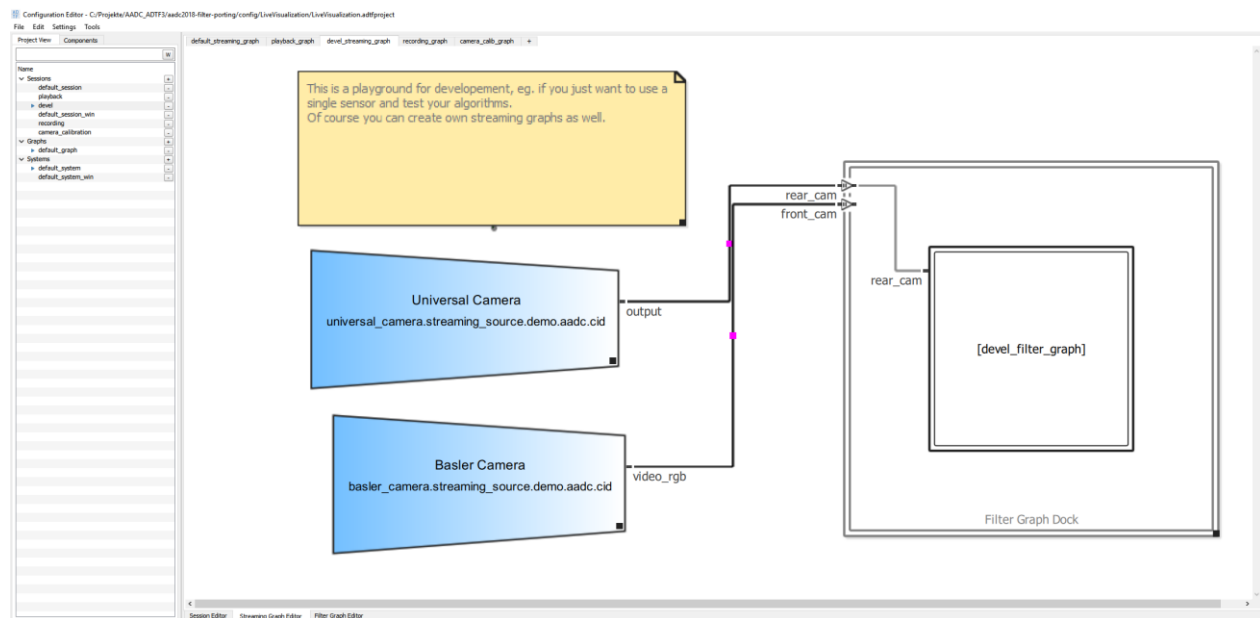 Configuration Editor - C:/Projekte/AADC_ADTF3/aadc2018-filter-porting/config/LiveVisualization/LiveVisualization.adtfproject
File Edit Settings Tools
Project View Components
default_streaming_graph playback_graph devel_streaming_graph recording_graph camera_calib_graph +
Name
Sessions
default_session
playback
devel
default_session_win
recording
camera_calibration
Graphs
default_graph
Systems
default_system
default_system_win
This is a playground for developement, eg. if you just want to use a
single sensor and test your algorithms.
Of course you can create own streaming graphs as well.
rear_cam
front_cam
Universal Camera
universal_camera.streaming_source.demo.aadc.cid
output
rear_cam
[devel_filter_graph]
Basler Camera
basler_camera.streaming_source.demo.aadc.cid
video_rgb
Filter Graph Dock
Session Editor Streaming Graph Editor Filter Graph Editor